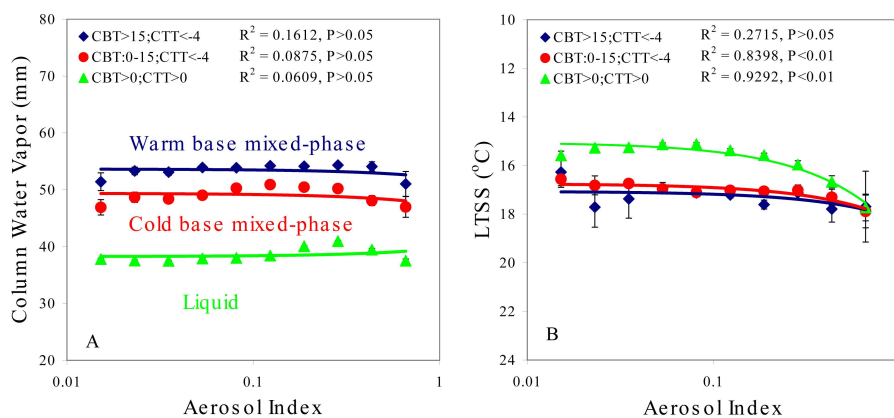 CBT>15;CTT<-4 R² = 0.1612, P>0.05
CBT:0-15;CTT<-4 R² = 0.0875, P>0.05
CBT>0;CTT>0 R² = 0.0609, P>0.05
Warm base mixed-phase
Cold base mixed-phase
Liquid
A
Column Water Vapor (mm)
80
70
60
50
40
30
20
0.01 0.1 1
Aerosol Index
CBT>15;CTT<-4 R² = 0.2715, P>0.05
CBT:0-15;CTT<-4 R² = 0.8398, P<0.01
CBT>0;CTT>0 R² = 0.9292, P<0.01
B
LTSS (°C)
12
14
15
16
17
18
20
22
24
0.01 0.1
Aerosol Index